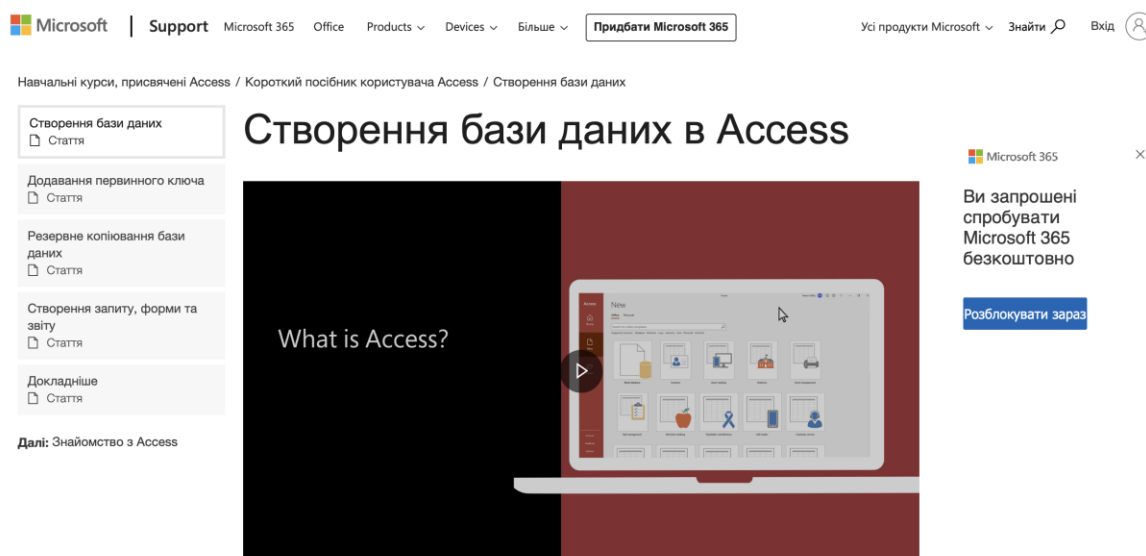 Microsoft | Support Microsoft 365 Office Products Devices Більше Придбати Microsoft 365 Усі продукти Microsoft Знайти Вхід
Навчальні курси, присвячені Access / Короткий посібник користувача Access / Створення бази даних
Створення бази даних
Стаття
Додавання первинного ключа
Стаття
Резервне копіювання бази
даних
Стаття
Створення запиту, форми та
звіту
Стаття
Докладніше
Стаття
Далі: Знайомство з Access
Створення бази даних в Access
What is Access?
New
Microsoft 365
Ви запрошені
спробувати
Microsoft 365
безкоштовно
Розблокувати зараз